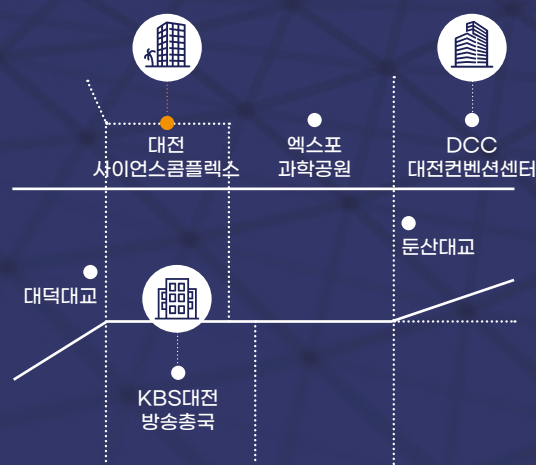 대전
사이언스콤플렉스
엑스포
과학공원
DCC
대전컨벤션센터
둔산대교
대덕대교
KBS대전
방송총국